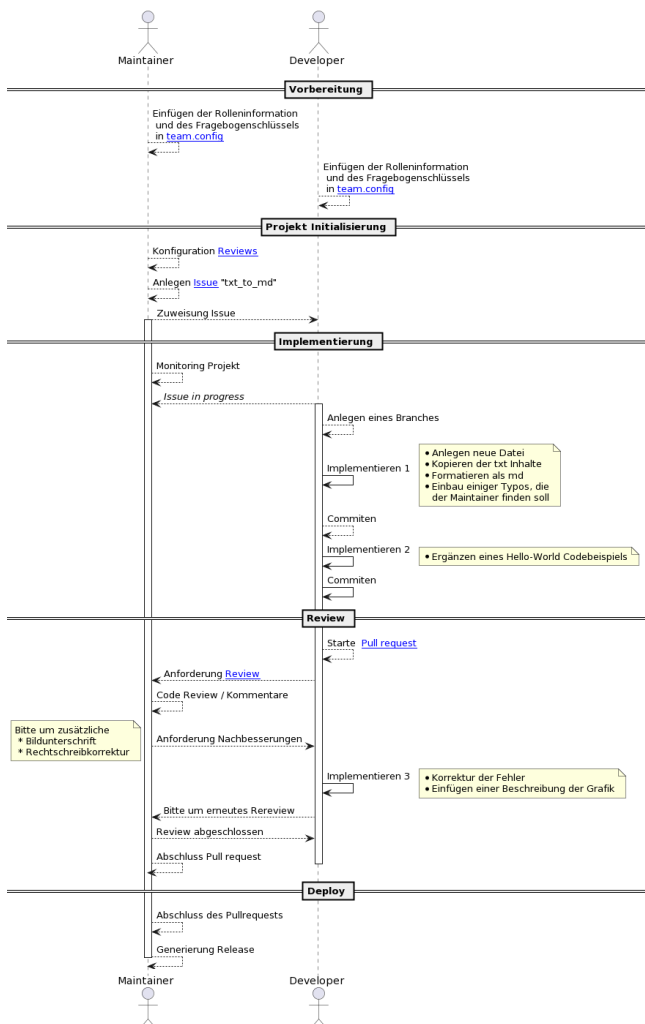 Maintainer
Developer
Vorbereitung
Einfügen der Rolleninformation
und des Fragebogenschlüssels
in team.config
Einfügen der Rolleninformation
und des Fragebogenschlüssels
in team.config
Projekt Initialisierung
Konfiguration Reviews
Anlegen Issue "txt_to_md"
Zuweisung Issue
Implementierung
Monitoring Projekt
Issue in progress
Anlegen eines Branches
Implementieren 1
• Anlegen neue Datei
• Kopieren der txt Inhalte
• Formatieren als md
• Einbau einiger Typos, die
der Maintainer finden soll
Commiten
Implementieren 2
• Ergänzen eines Hello-World Codebeispiels
Commiten
Review
Starte Pull request
Anforderung Review
Code Review / Kommentare
Bitte um zusätzliche
* Bildunterschrift
* Rechtschreibkorrektur
Anforderung Nachbesserungen
Implementieren 3
• Korrektur der Fehler
• Einfügen einer Beschreibung der Grafik
Bitte um erneutes Rereview
Review abgeschlossen
Abschluss Pull request
Deploy
Abschluss des Pullrequests
Generierung Release
Maintainer
Developer